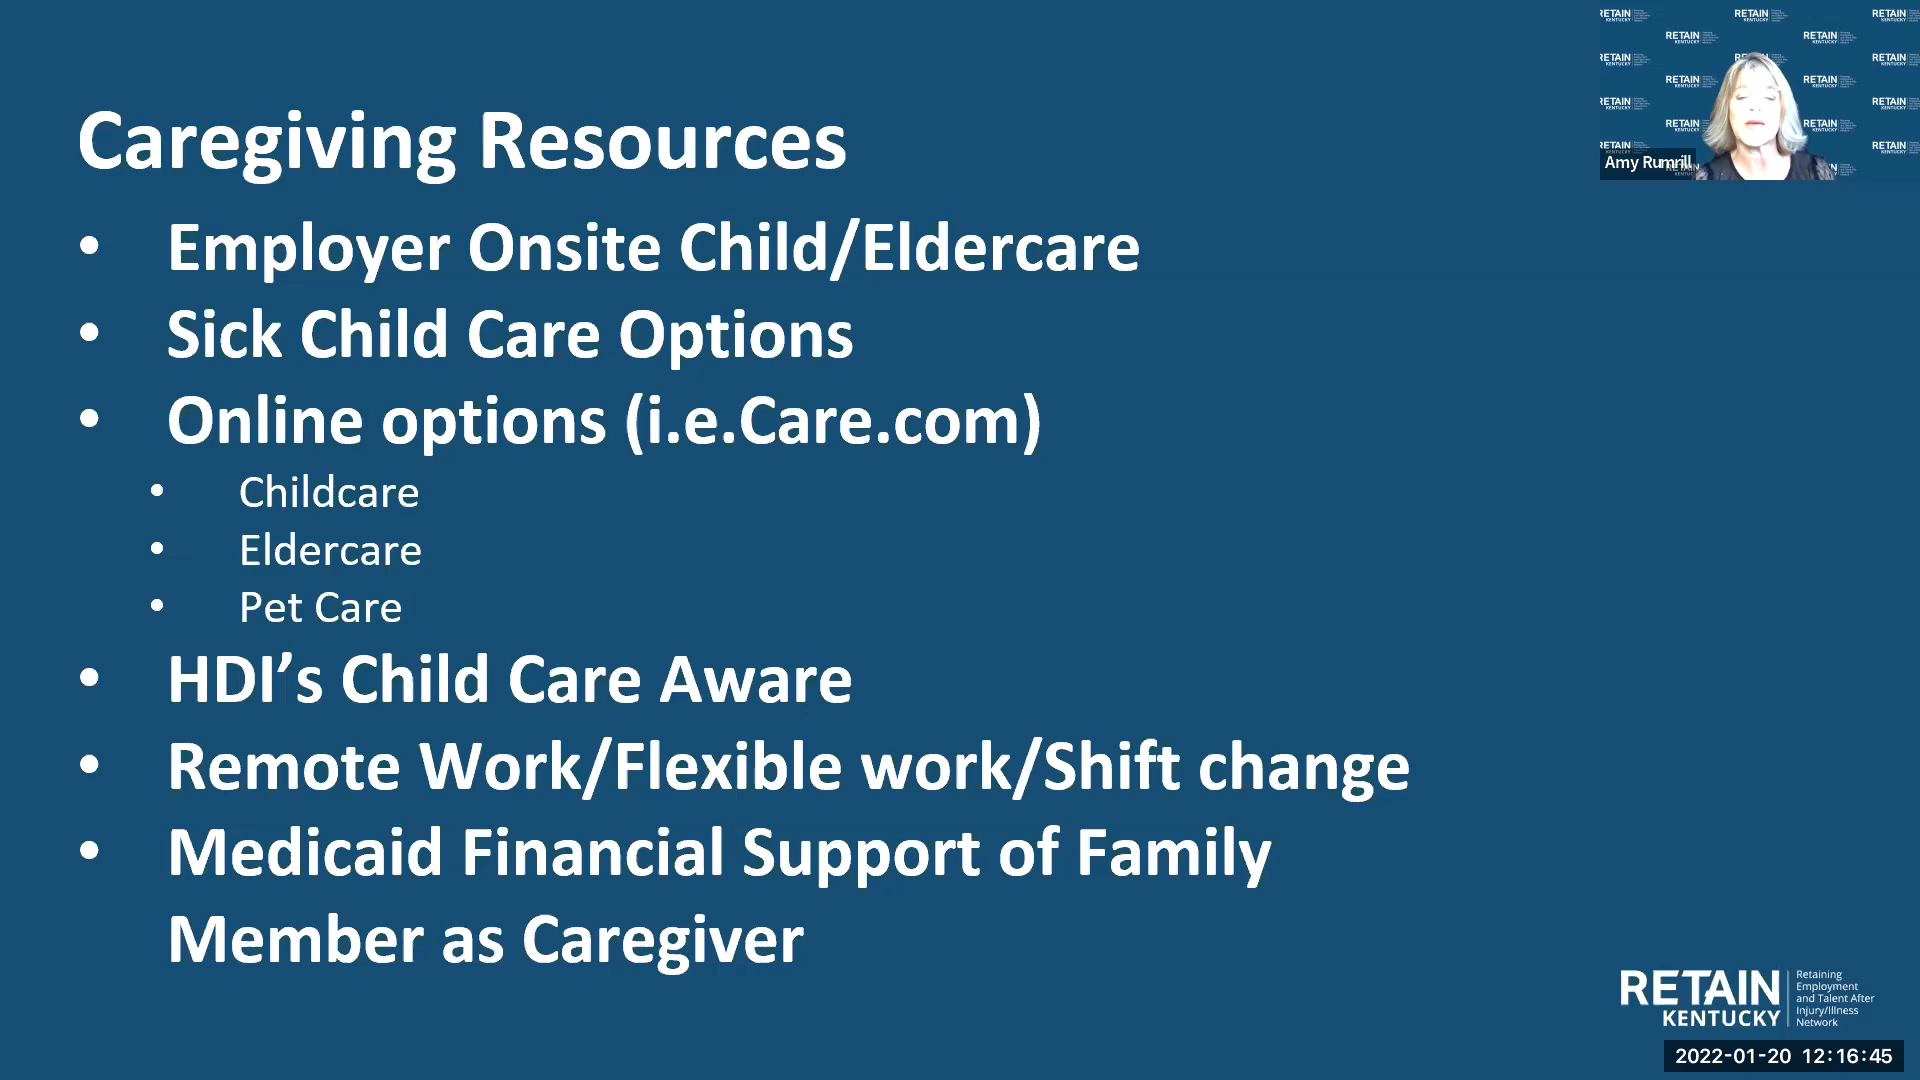 Caregiving Resources
• Employer Onsite Child/Eldercare
• Sick Child Care Options
• Online options (i.e.Care.com)
• Childcare
• Eldercare
• Pet Care
• HDI’s Child Care Aware
• Remote Work/Flexible work/Shift change
• Medicaid Financial Support of Family
Member as Caregiver
Amy Rumrill
RETAIN
KENTUCKY
Retaining
Employment
and Talent After
Injury/Illness
Network
2022-01-20 12:16:45